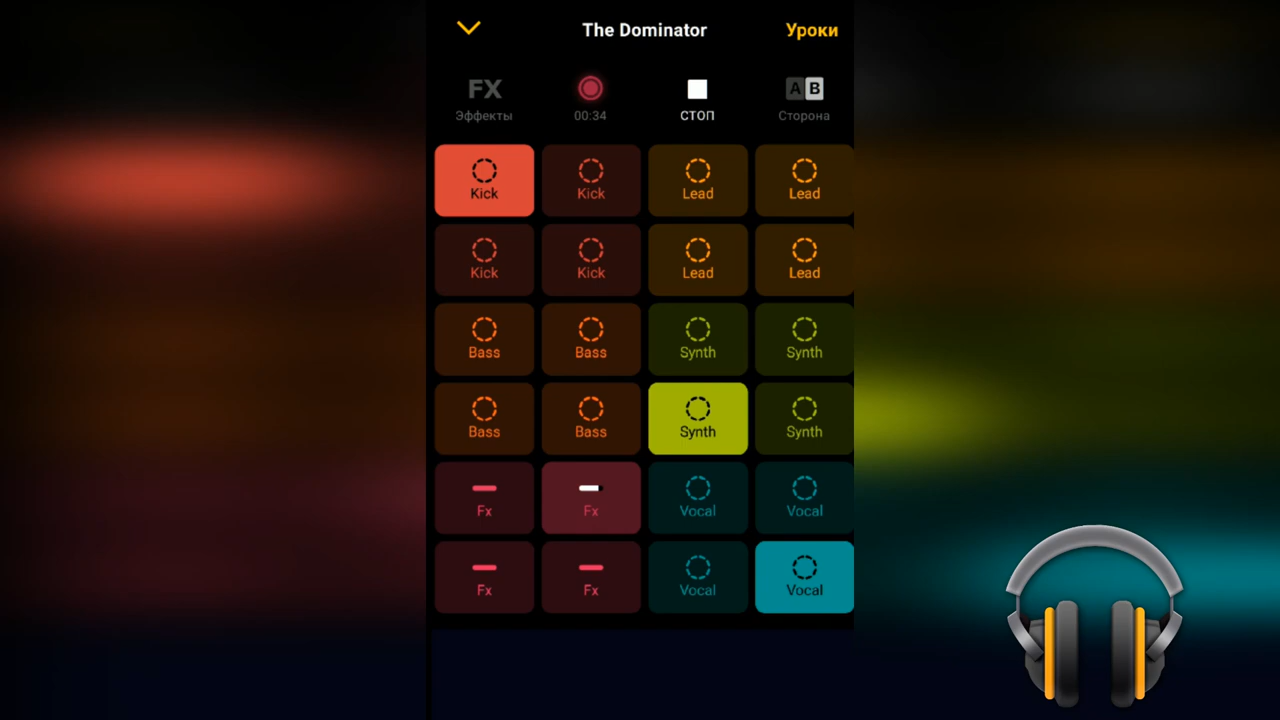 The Dominator Уроки
FX A B
Эффекты 00:34 СТОП Сторона
Kick Kick Lead Lead
Kick Kick Lead Lead
Bass Bass Synth Synth
Bass Bass Synth Synth
Fx Fx Vocal Vocal
Fx Fx Vocal Vocal